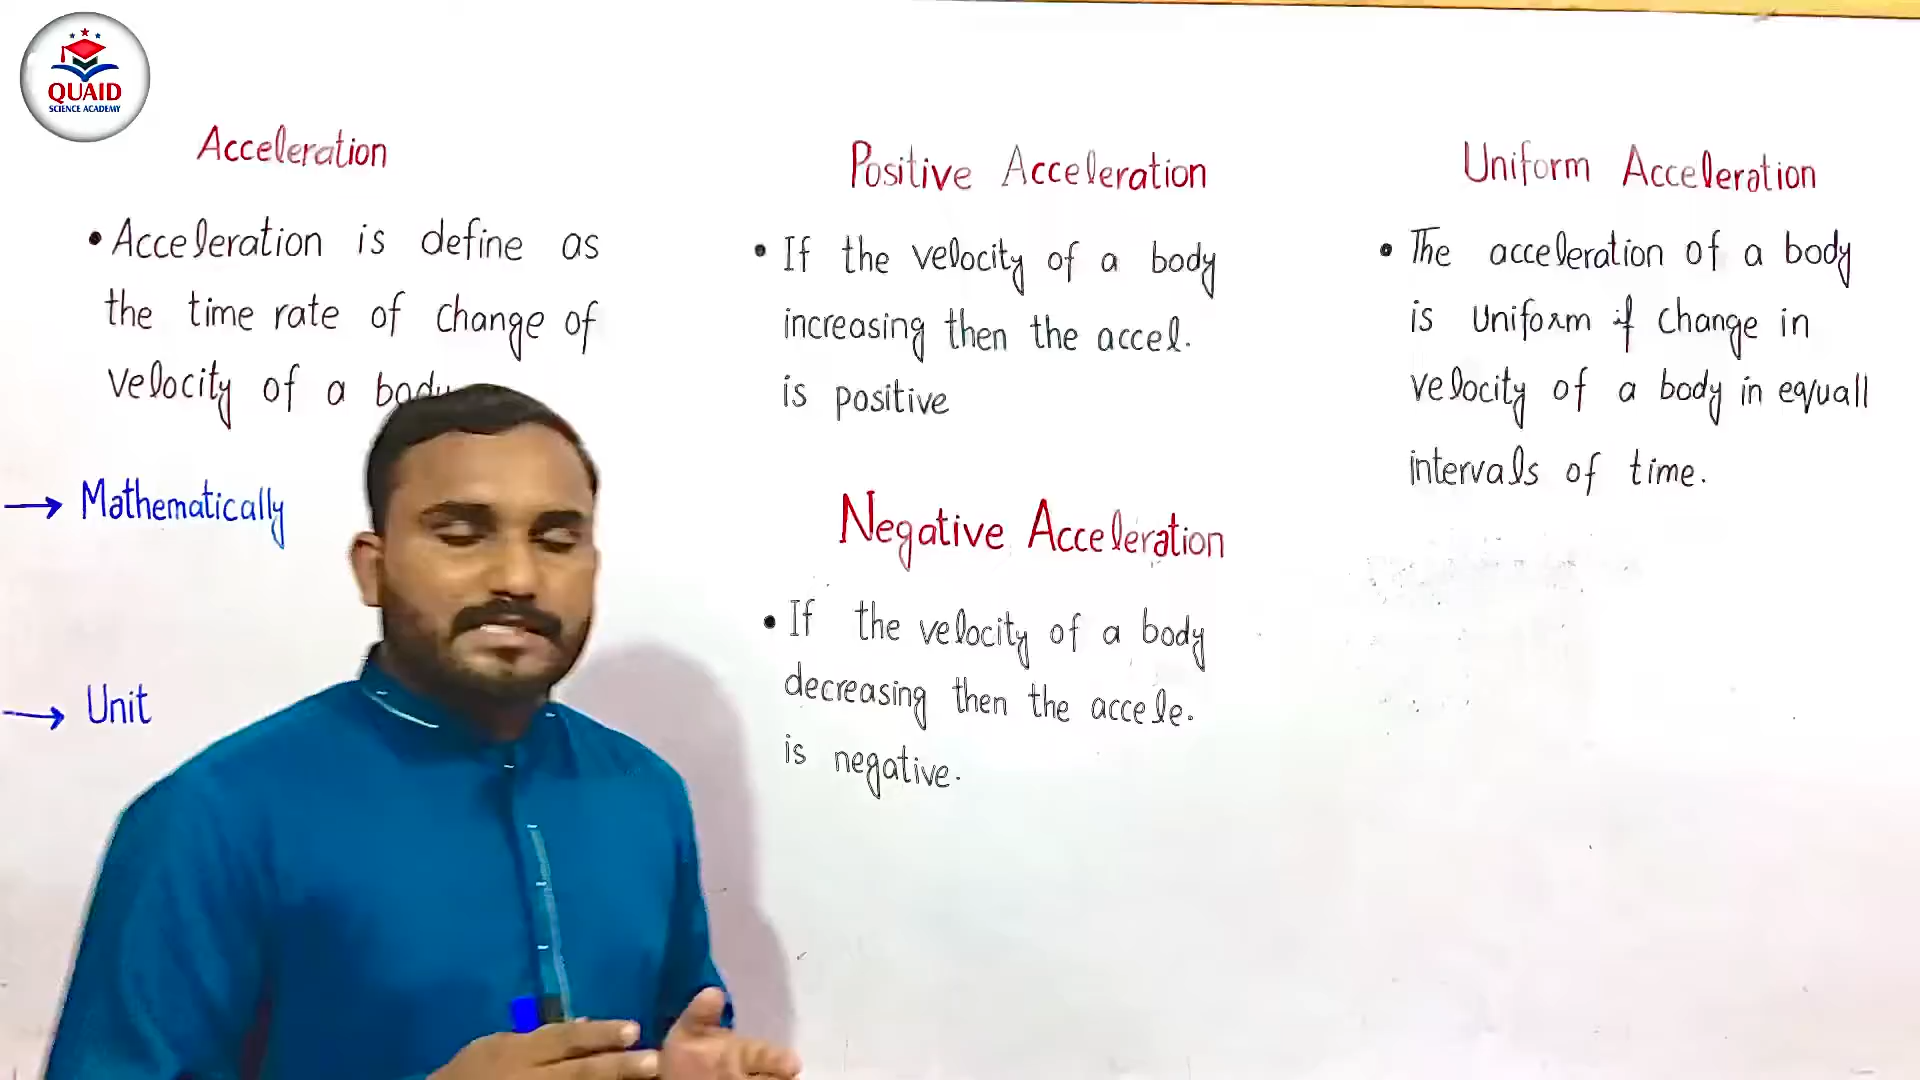 QUAID
SCIENCE ACADEMY
Acceleration
• Acceleration is define as
the time rate of change of
velocity of a body
→ Mathematically
→ Unit
Positive Acceleration
• If the velocity of a body
increasing then the accel.
is positive
Negative Acceleration
• If the velocity of a body
decreasing then the accele.
is negative.
Uniform Acceleration
• The acceleration of a body
is uniform if change in
velocity of a body in equall
intervals of time.